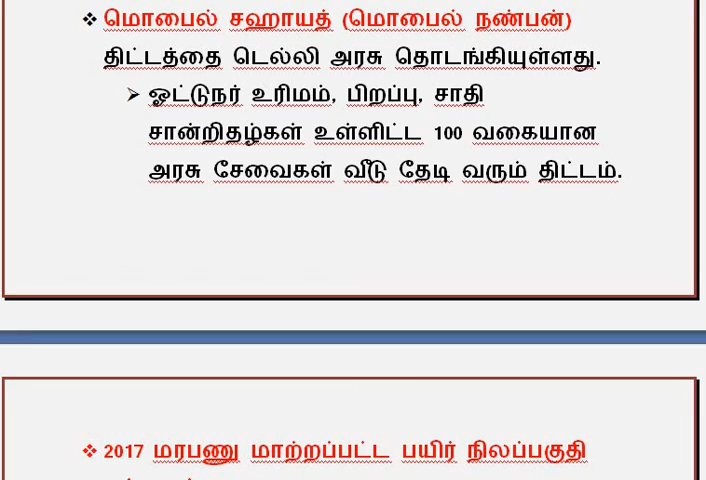 ❖ மொபைல் சஹாயத் (மொபைல் நண்பன்)
திட்டத்தை டெல்லி அரசு தொடங்கியுள்ளது.
➢ ஓட்டுநர் உரிமம், பிறப்பு, சாதி
சான்றிதழ்கள் உள்ளிட்ட 100 வகையான
அரசு சேவைகள் வீடு தேடி வரும் திட்டம்.
❖ 2017 மரபணு மாற்றப்பட்ட பயிர் நிலப்பகுதி